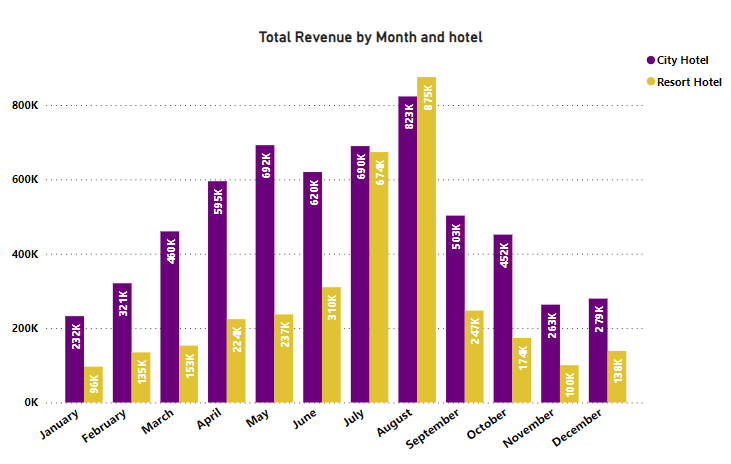 Total Revenue by Month and hotel
City Hotel
Resort Hotel
800K
600K
400K
200K
0K
232K
96K
321K
135K
460K
153K
595K
224K
692K
237K
620K
310K
690K
674K
823K
875K
503K
247K
452K
174K
263K
100K
279K
138K
January
February
March
April
May
June
July
August
September
October
November
December